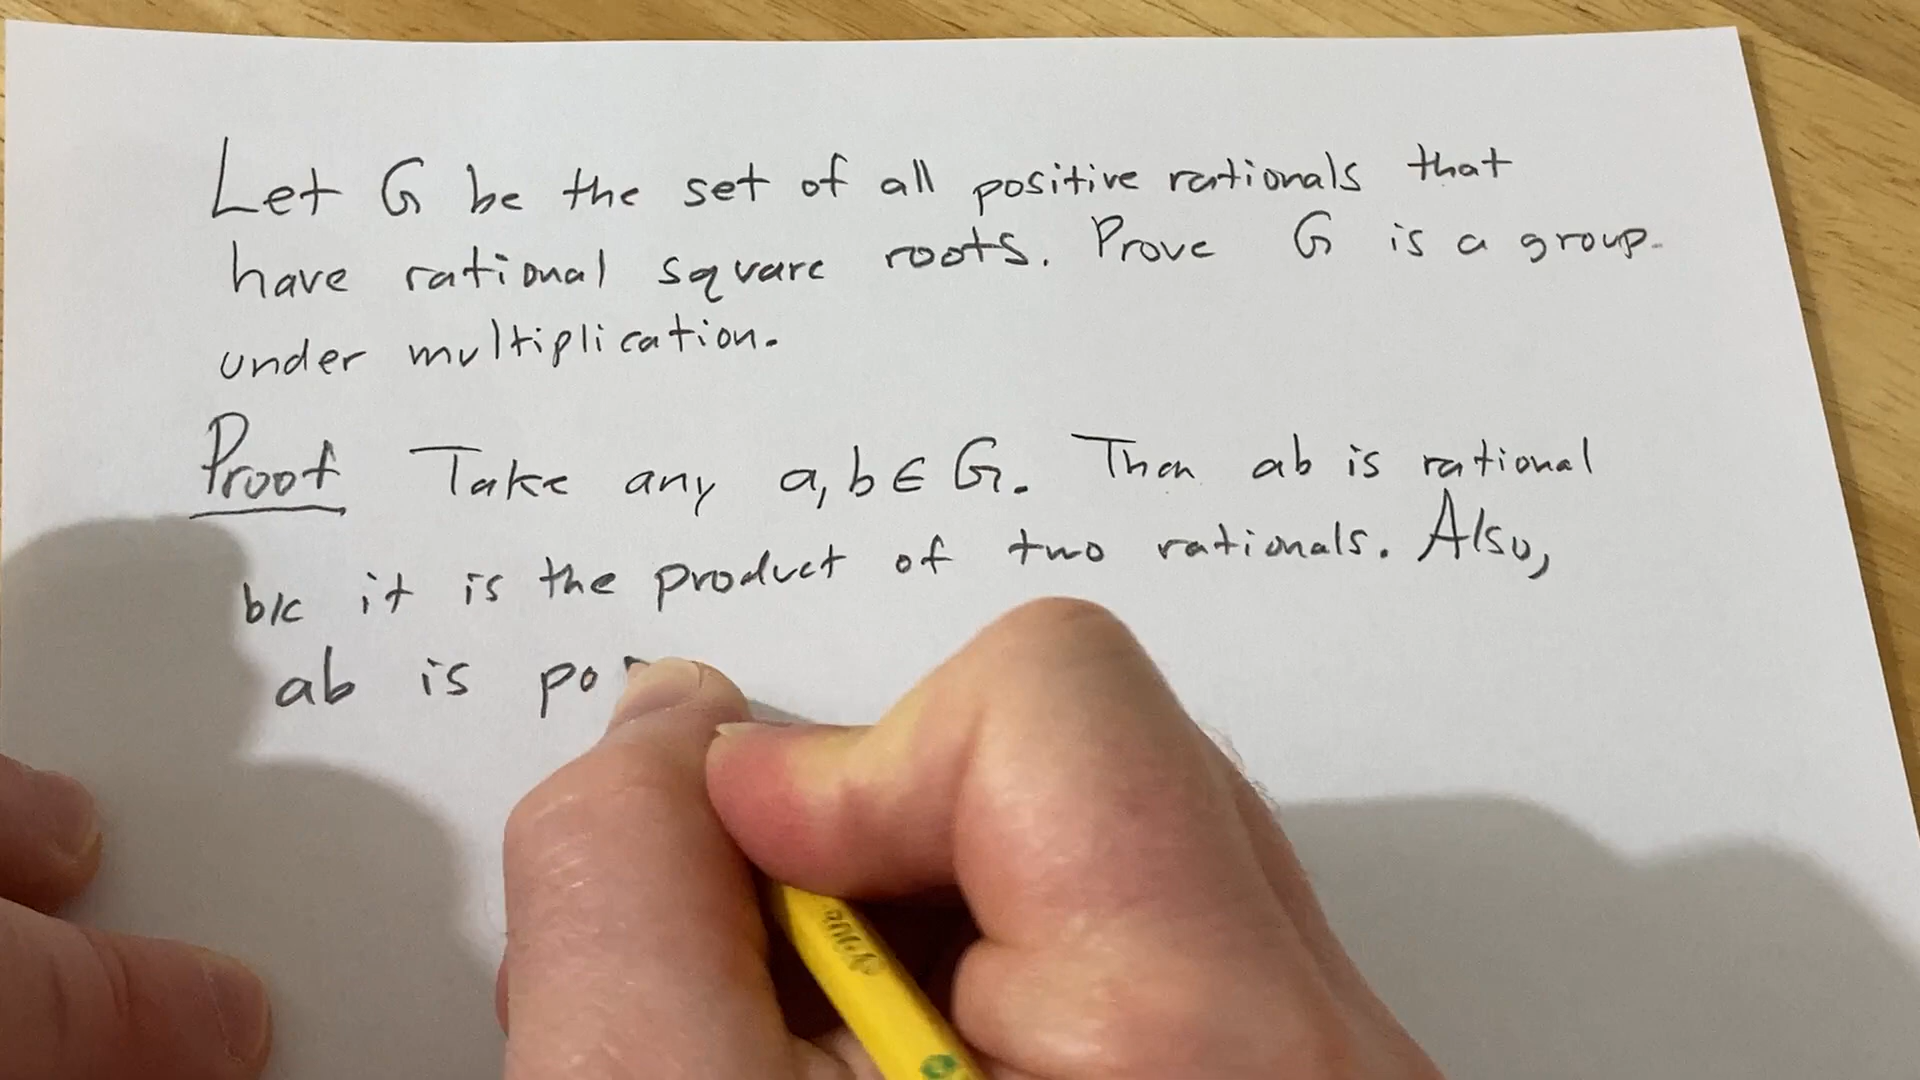 Let G be the set of all positive rationals that
have rational square roots. Prove G is a group
under multiplication.
Proof Take any a, b ∈ G. Then ab is rational
b/c it is the product of two rationals. Also,
ab is po